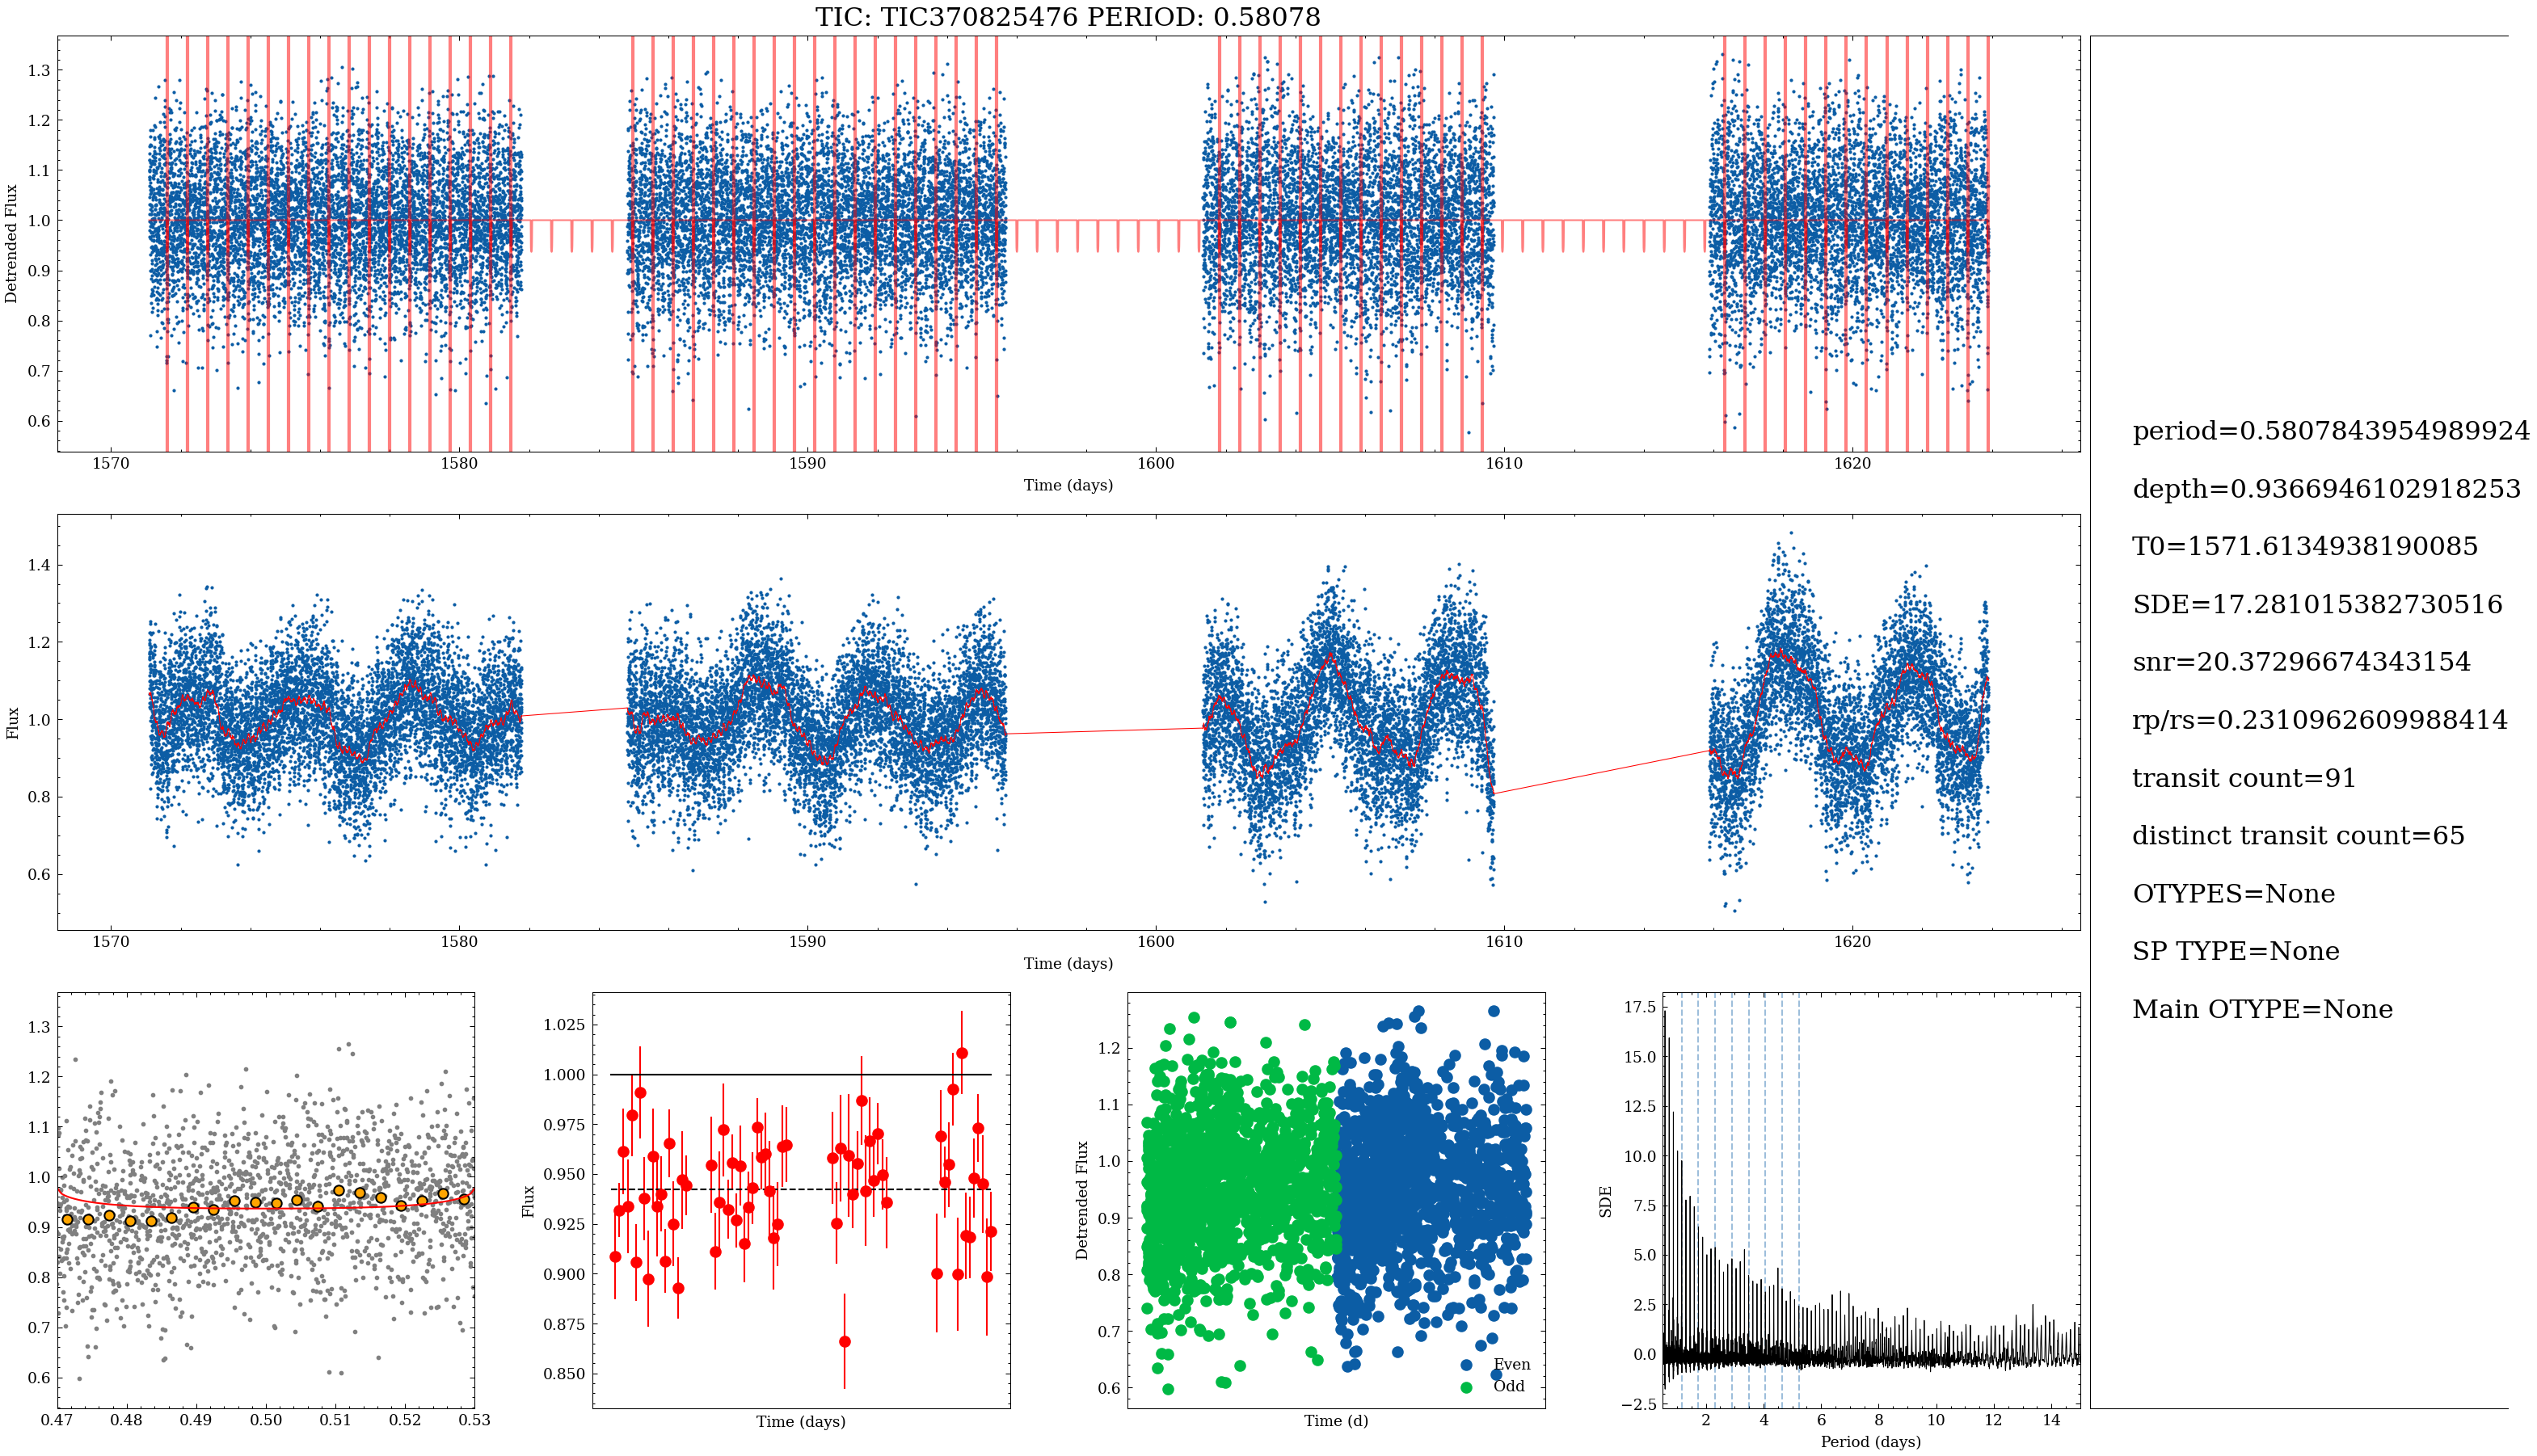 TIC: TIC370825476 PERIOD: 0.58078
1.3
1.2
1.1
1.0
0.9
0.8
0.7
0.6
Detrended Flux
1570 1580 1590 1600 1610 1620
Time (days)
1.4
1.2
1.0
0.8
0.6
Flux
1570 1580 1590 1600 1610 1620
Time (days)
period=0.5807843954989924
depth=0.9366946102918253
T0=1571.6134938190085
SDE=17.281015382730516
snr=20.37296674343154
rp/rs=0.2310962609988414
transit count=91
distinct transit count=65
OTYPES=None
SP TYPE=None
Main OTYPE=None
1.3
1.2
1.1
1.0
0.9
0.8
0.7
0.6
0.47 0.48 0.49 0.50 0.51 0.52 0.53
1.025
1.000
0.975
0.950
0.925
0.900
0.875
0.850
Flux
Time (days)
1.2
1.1
1.0
0.9
0.8
0.7
0.6
Detrended Flux
Even
Odd
Time (d)
17.5
15.0
12.5
10.0
7.5
5.0
2.5
0.0
−2.5
SDE
2 4 6 8 10 12 14
Period (days)